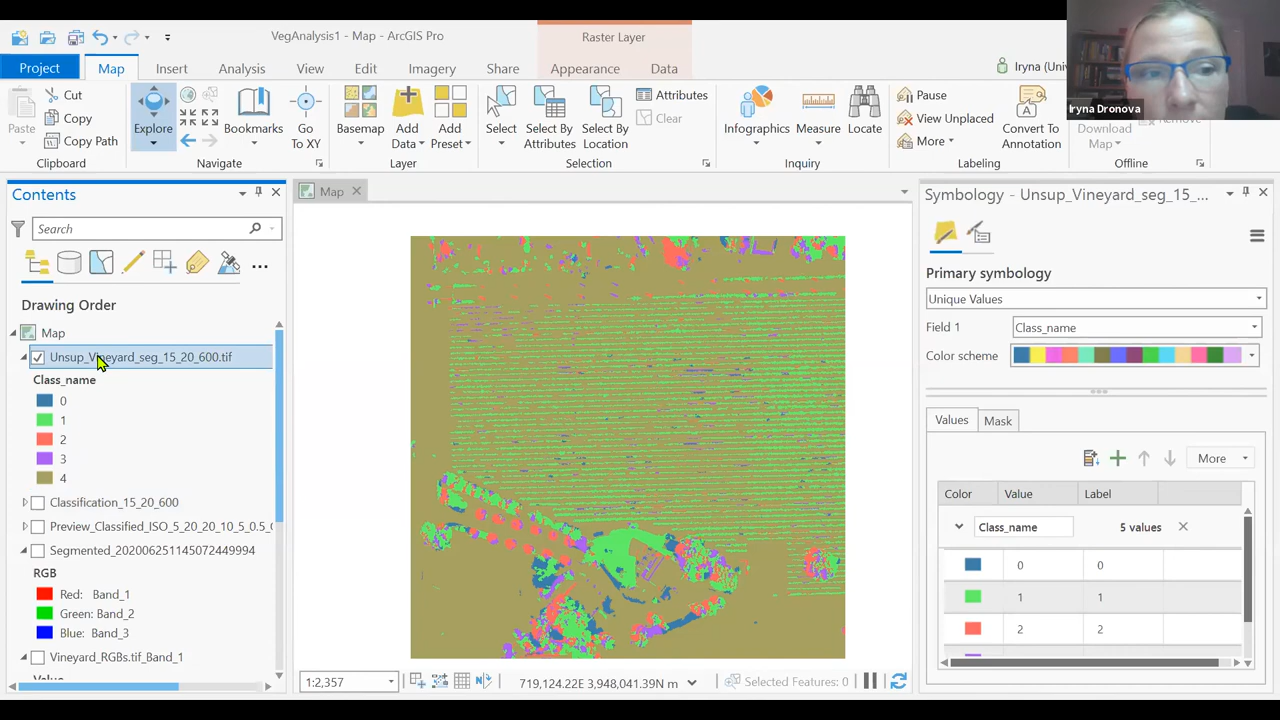 VegAnalysis1 - Map - ArcGIS Pro
Raster Layer
Project
Map
Insert
Analysis
View
Edit
Imagery
Share
Appearance
Data
Iryna (Uni
Iryna Dronova
Paste
Cut
Copy
Copy Path
Clipboard
Explore
Bookmarks
Go To XY
Navigate
Basemap
Add Data
Add Preset
Layer
Select
Select By Attributes
Select By Location
Attributes
Clear
Selection
Infographics
Measure
Locate
Inquiry
Pause
View Unplaced
More
Convert To Annotation
Labeling
Download Map
Remove
Offline
Contents
Search
Drawing Order
Map
Unsup_Vineyard_seg_15_20_600.tif
Class_name
0
1
2
3
4
Classification_15_20_600
Preview_Classified_ISO_5_20_20_10_5_0.5_
Segmented_202006251145072449994
RGB
Red: Band_1
Green: Band_2
Blue: Band_3
Vineyard_RGBs.tif_Band_1
Value
Map
1:2,357
719,124.22E 3,948,041.39N m
Selected Features: 0
Symbology - Unsup_Vineyard_seg_15_...
Primary symbology
Unique Values
Field 1
Class_name
Color scheme
Values
Mask
More
Color Value Label
Class_name 5 values
0 0
1 1
2 2